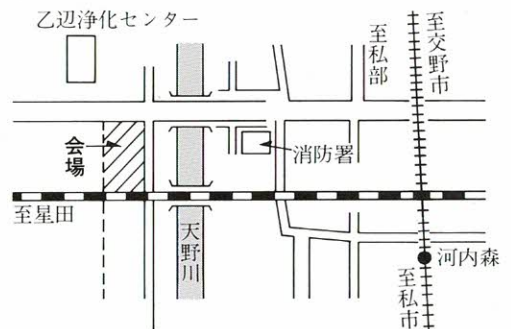 乙辺浄化センター
至私部
至交野市
会場
消防署
至星田
天野川
河内森
至私市